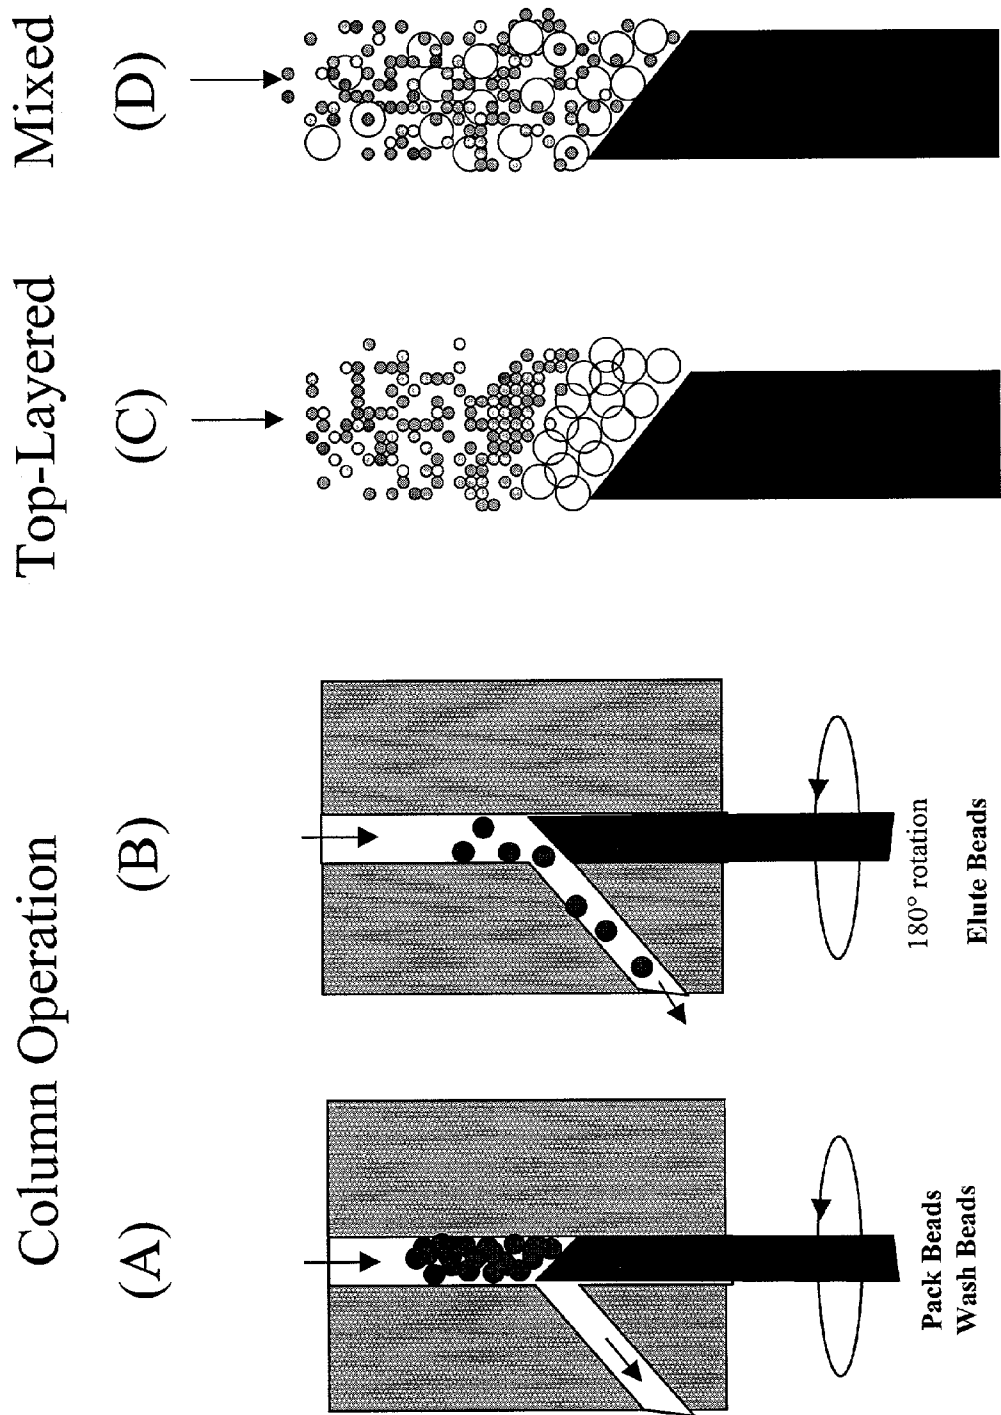 Column Operation
(A)
(B)
Top-Layered
(C)
Mixed
(D)
Pack Beads
Wash Beads
180° rotation
Elute Beads